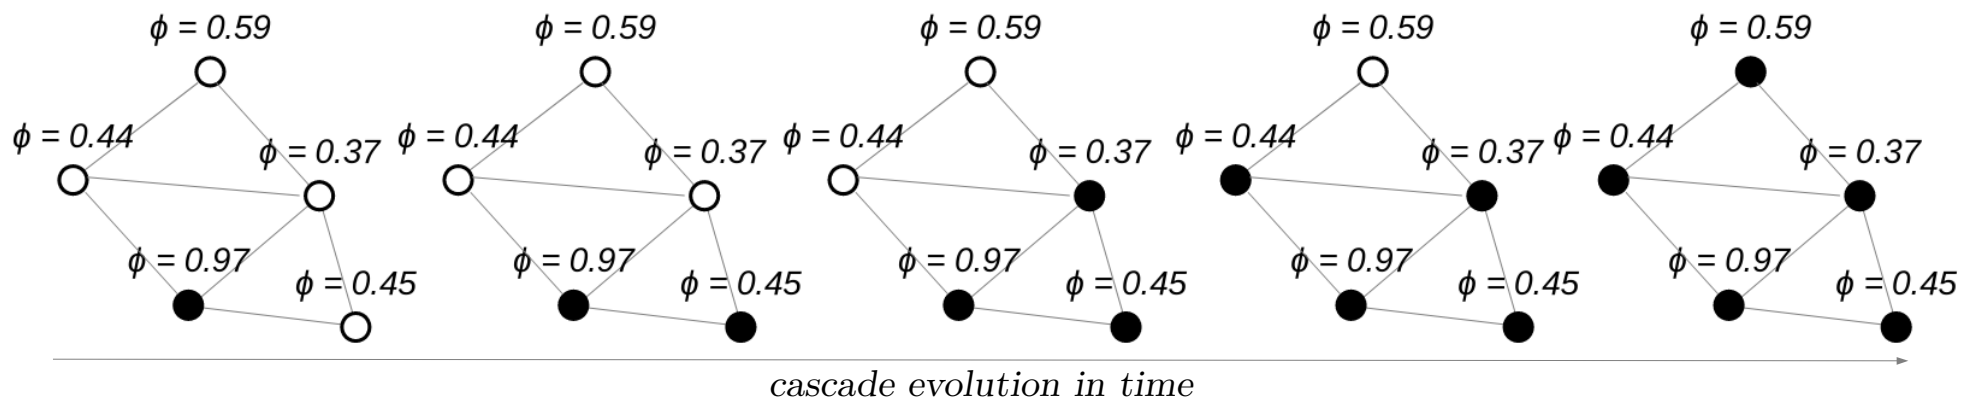 ϕ = 0.59 ϕ = 0.59 ϕ = 0.59 ϕ = 0.59 ϕ = 0.59
ϕ = 0.44 ϕ = 0.37 ϕ = 0.44 ϕ = 0.37 ϕ = 0.44 ϕ = 0.37 ϕ = 0.44 ϕ = 0.37 ϕ = 0.44 ϕ = 0.37
ϕ = 0.97 ϕ = 0.45 ϕ = 0.97 ϕ = 0.45 ϕ = 0.97 ϕ = 0.45 ϕ = 0.97 ϕ = 0.45 ϕ = 0.97 ϕ = 0.45
cascade evolution in time